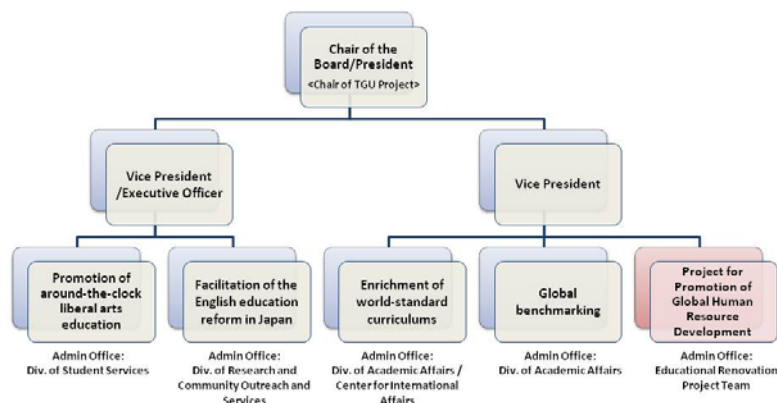 Chair of the
Board/President
<Chair of TGU Project>
Vice President
/Executive Officer
Vice President
Promotion of
around-the-clock
liberal arts
education
Facilitation of the
English education
reform in Japan
Enrichment of
world-standard
curriculums
Global
benchmarking
Project for
Promotion of
Global Human
Resource
Development
Admin Office:
Div. of Student Services
Admin Office:
Div. of Research and
Community Outreach and
Services
Admin Office:
Div. of Academic Affairs /
Center for International
Affairs
Admin Office:
Div. of Academic Affairs
Admin Office:
Educational Renovation
Project Team